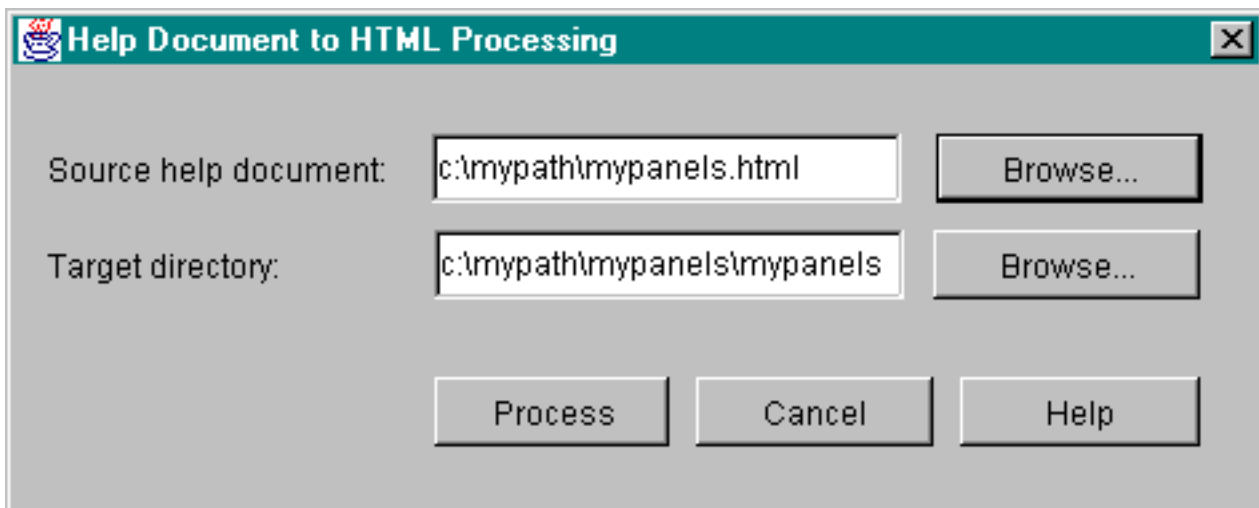 Help Document to HTML Processing
Source help document: c:\mypath\mypanels.html Browse...
Target directory: c:\mypath\mypanels\mypanels Browse...
Process Cancel Help